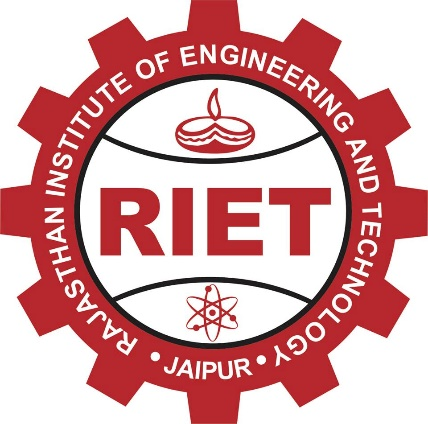 RAJASTHAN INSTITUTE OF ENGINEERING AND TECHNOLOGY
RIET
• JAIPUR •